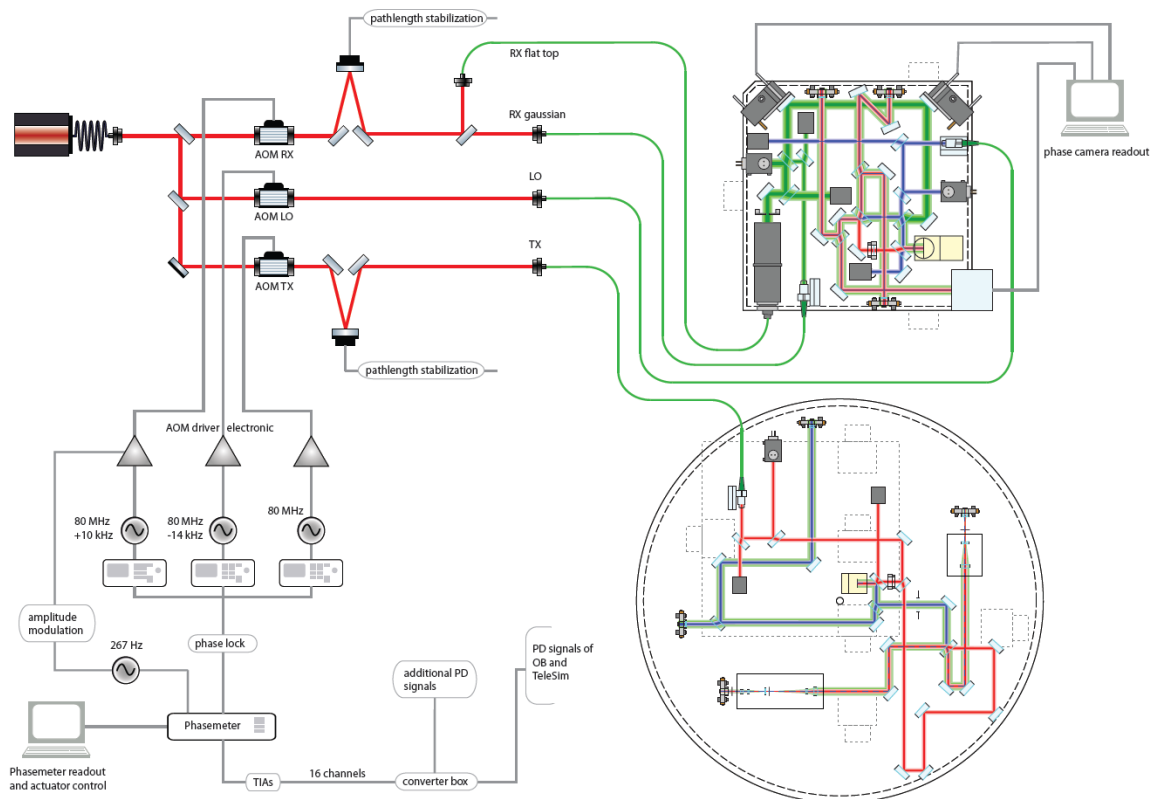 pathlength stabilization
RX flat top
RX gaussian
AOM RX
LO
AOM LO
TX
AOM TX
pathlength stabilization
phase camera readout
AOM driver electronic
80 MHz
+10 kHz
80 MHz
-14 kHz
80 MHz
amplitude
modulation
267 Hz
phase lock
additional PD
signals
PD signals of
OB and
TeleSim
Phasemeter
Phasemeter readout
and actuator control
TIAs
16 channels
converter box